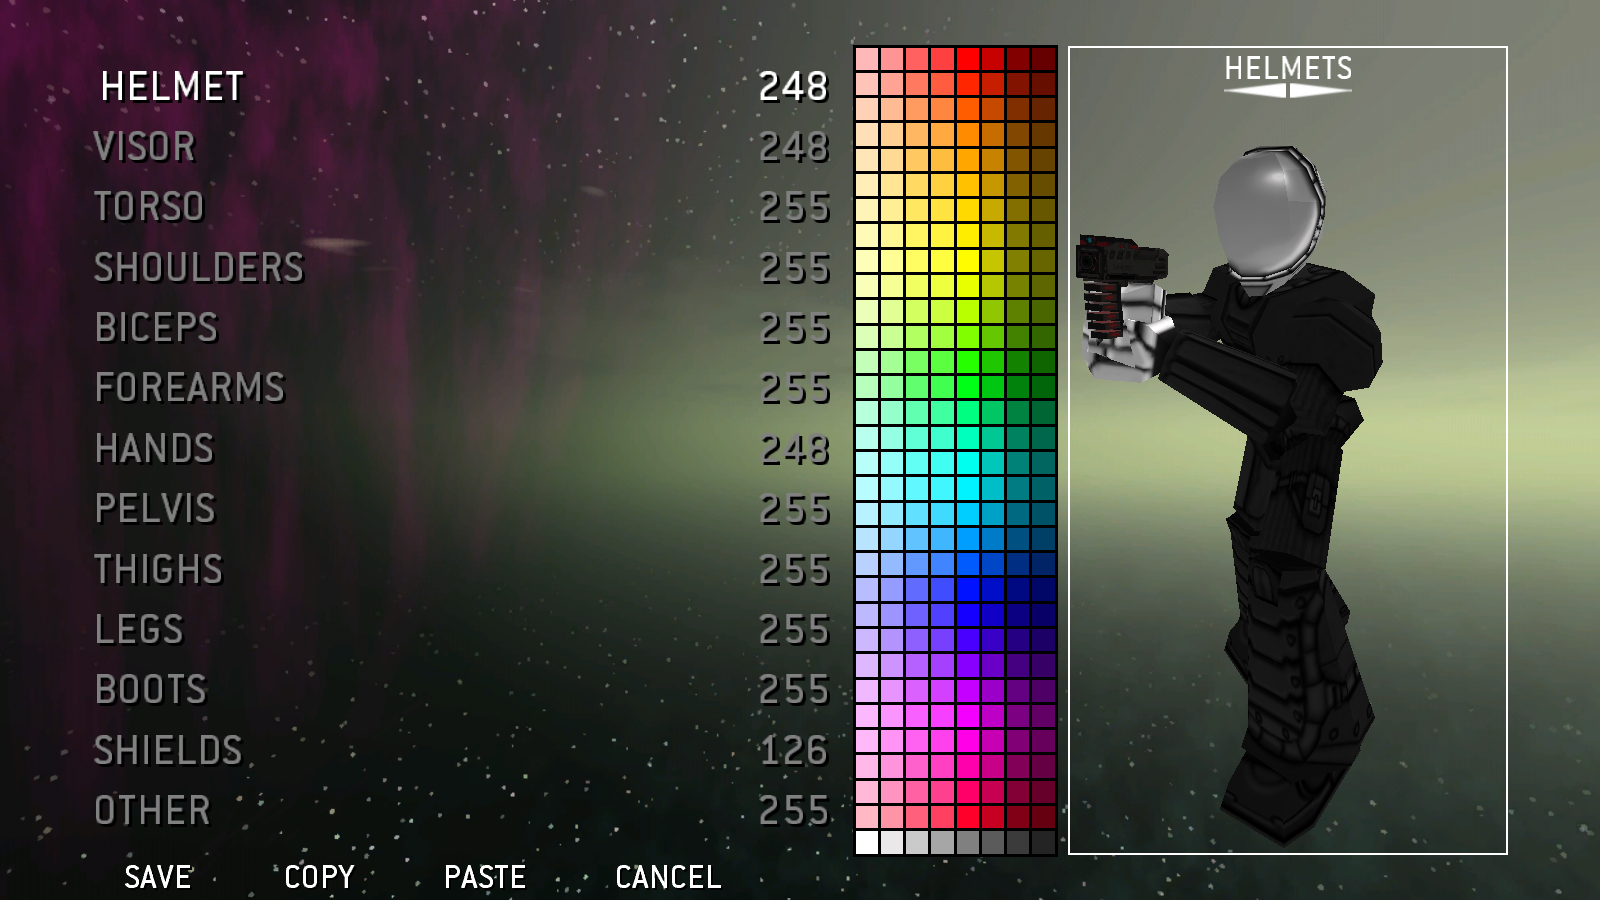 HELMET 248
VISOR 248
TORSO 255
SHOULDERS 255
BICEPS 255
FOREARMS 255
HANDS 248
PELVIS 255
THIGHS 255
LEGS 255
BOOTS 255
SHIELDS 126
OTHER 255
SAVE COPY PASTE CANCEL
HELMETS